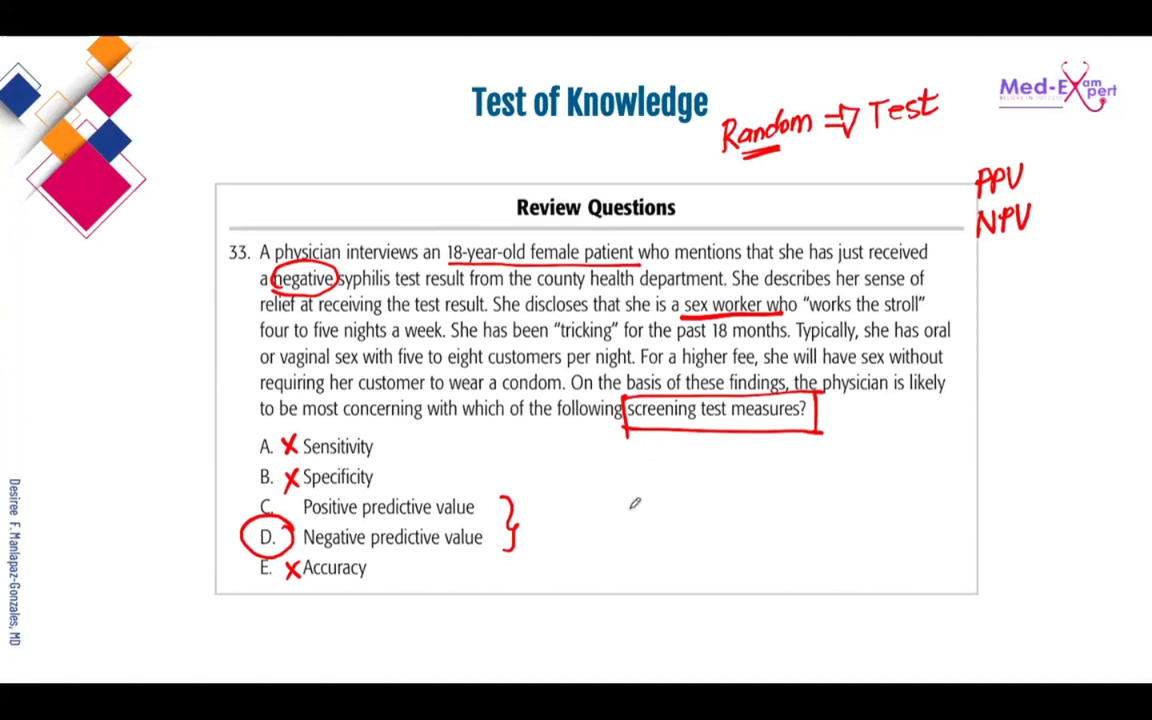 Test of Knowledge
Med-Exam
Xpert
Random ⇒ Test
PPV
NPV
Review Questions
33. A physician interviews an 18-year-old female patient who mentions that she has just received
a negative syphilis test result from the county health department. She describes her sense of
relief at receiving the test result. She discloses that she is a sex worker who “works the stroll”
four to five nights a week. She has been “tricking” for the past 18 months. Typically, she has oral
or vaginal sex with five to eight customers per night. For a higher fee, she will have sex without
requiring her customer to wear a condom. On the basis of these findings, the physician is likely
to be most concerning with which of the following screening test measures?
A. X Sensitivity
B. X Specificity
C. Positive predictive value
D. Negative predictive value
E. X Accuracy
Desiree F. Manlapaz-Gonzales, MD